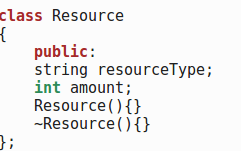 class Resource
{
public:
string resourceType;
int amount;
Resource(){}
~Resource(){}
};